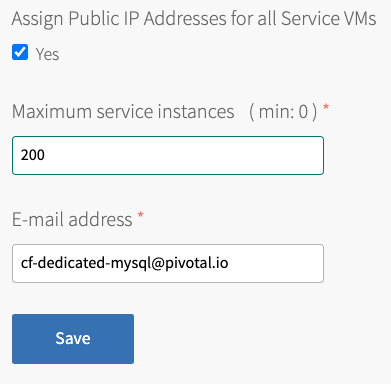 Assign Public IP Addresses for all Service VMs
Yes
Maximum service instances ( min: 0 ) *
200
E-mail address *
cf-dedicated-mysql@pivotal.io
Save